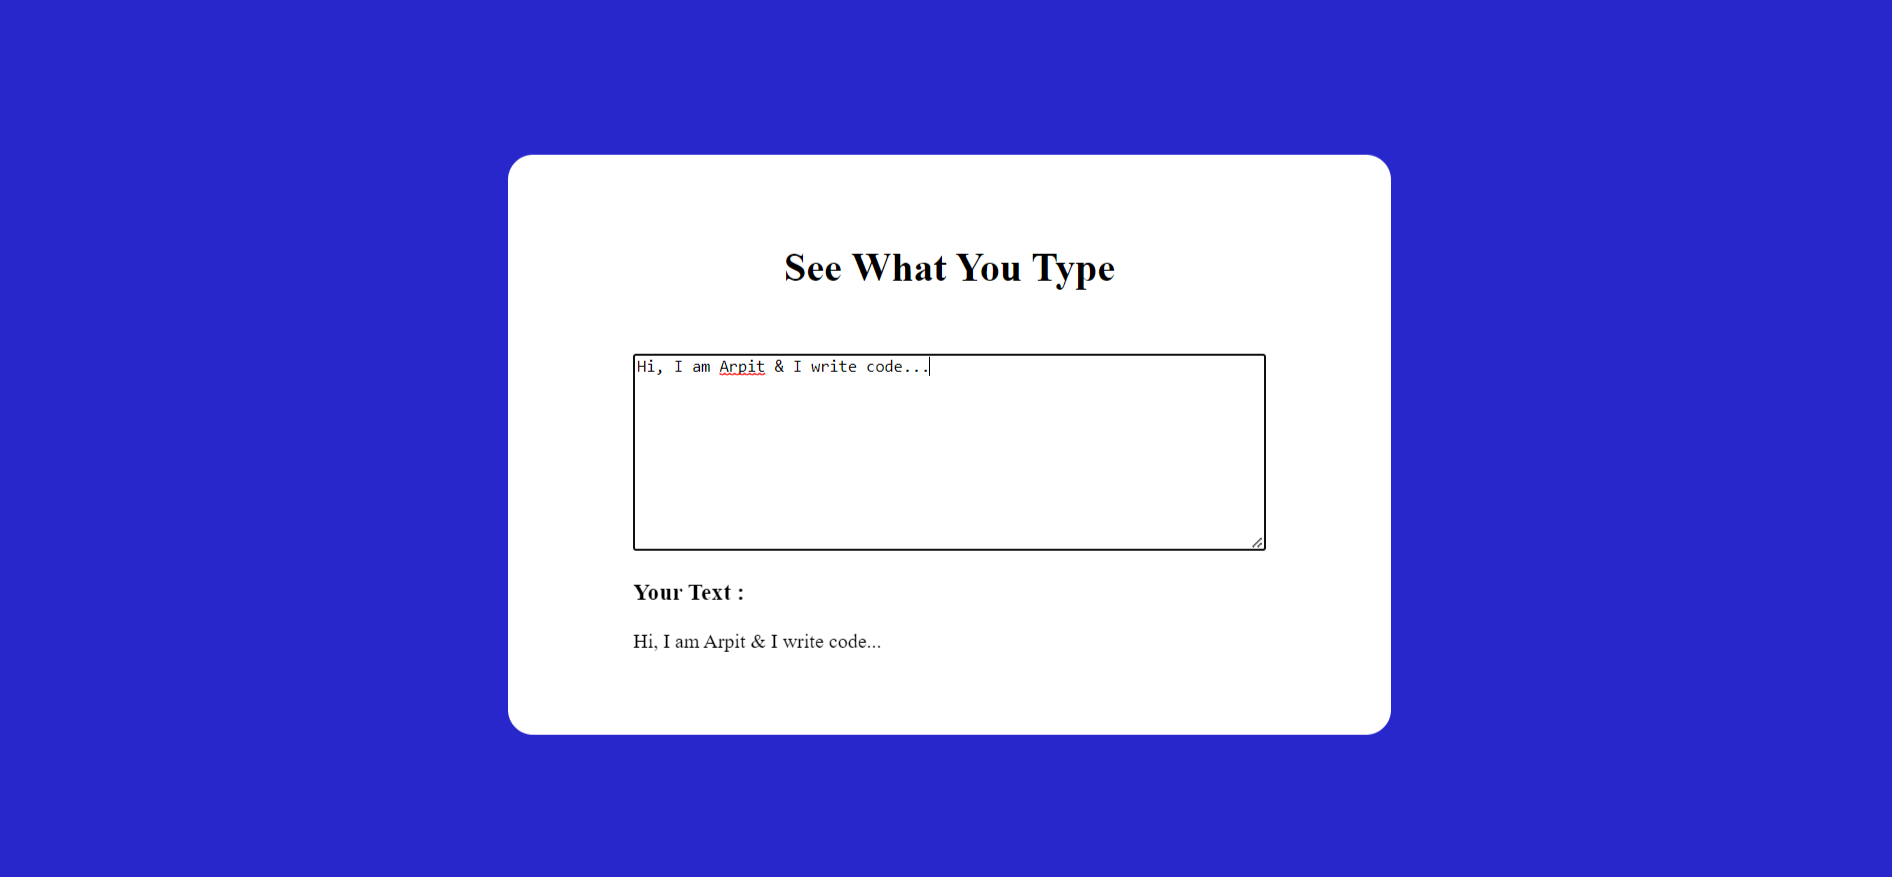 See What You Type
Hi, I am Arpit & I write code...
Your Text :
Hi, I am Arpit & I write code...